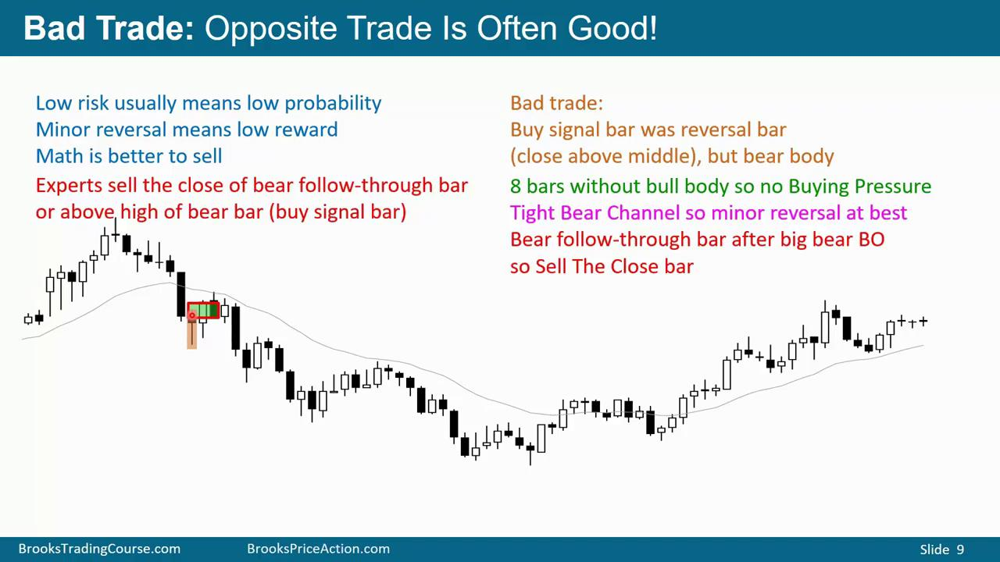 Bad Trade: Opposite Trade Is Often Good!
Low risk usually means low probability
Minor reversal means low reward
Math is better to sell
Experts sell the close of bear follow-through bar
or above high of bear bar (buy signal bar)
Bad trade:
Buy signal bar was reversal bar
(close above middle), but bear body
8 bars without bull body so no Buying Pressure
Tight Bear Channel so minor reversal at best
Bear follow-through bar after big bear BO
so Sell The Close bar
BrooksTradingCourse.com
BrooksPriceAction.com
Slide 9